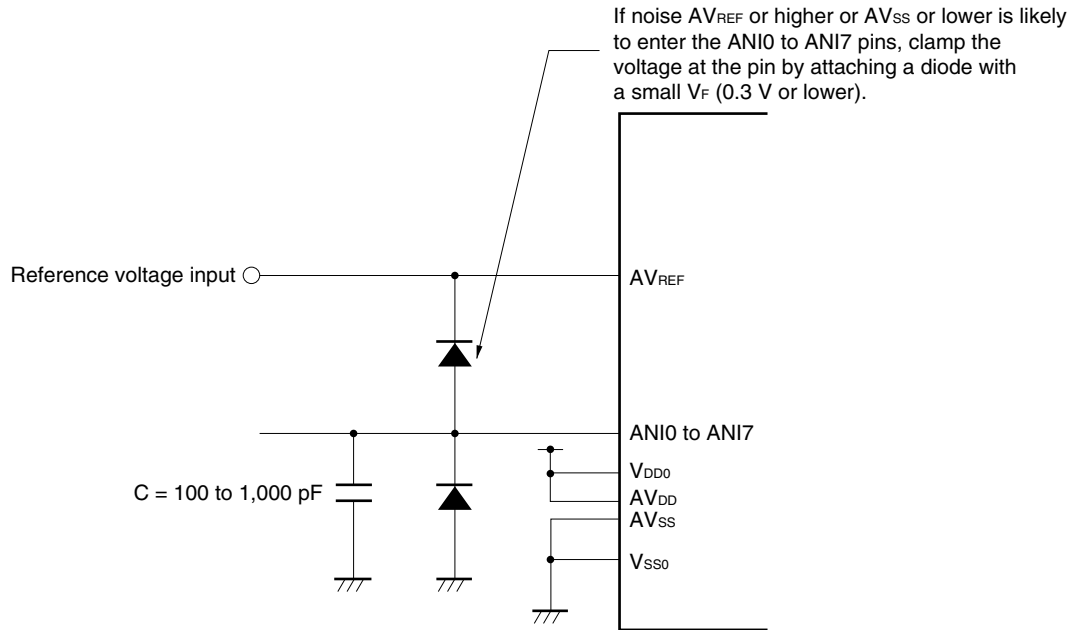 If noise AVREF or higher or AVSS or lower is likely
to enter the ANI0 to ANI7 pins, clamp the
voltage at the pin by attaching a diode with
a small VF (0.3 V or lower).
Reference voltage input
AVREF
ANI0 to ANI7
VDD0
C = 100 to 1,000 pF
AVDD
AVSS
VSS0